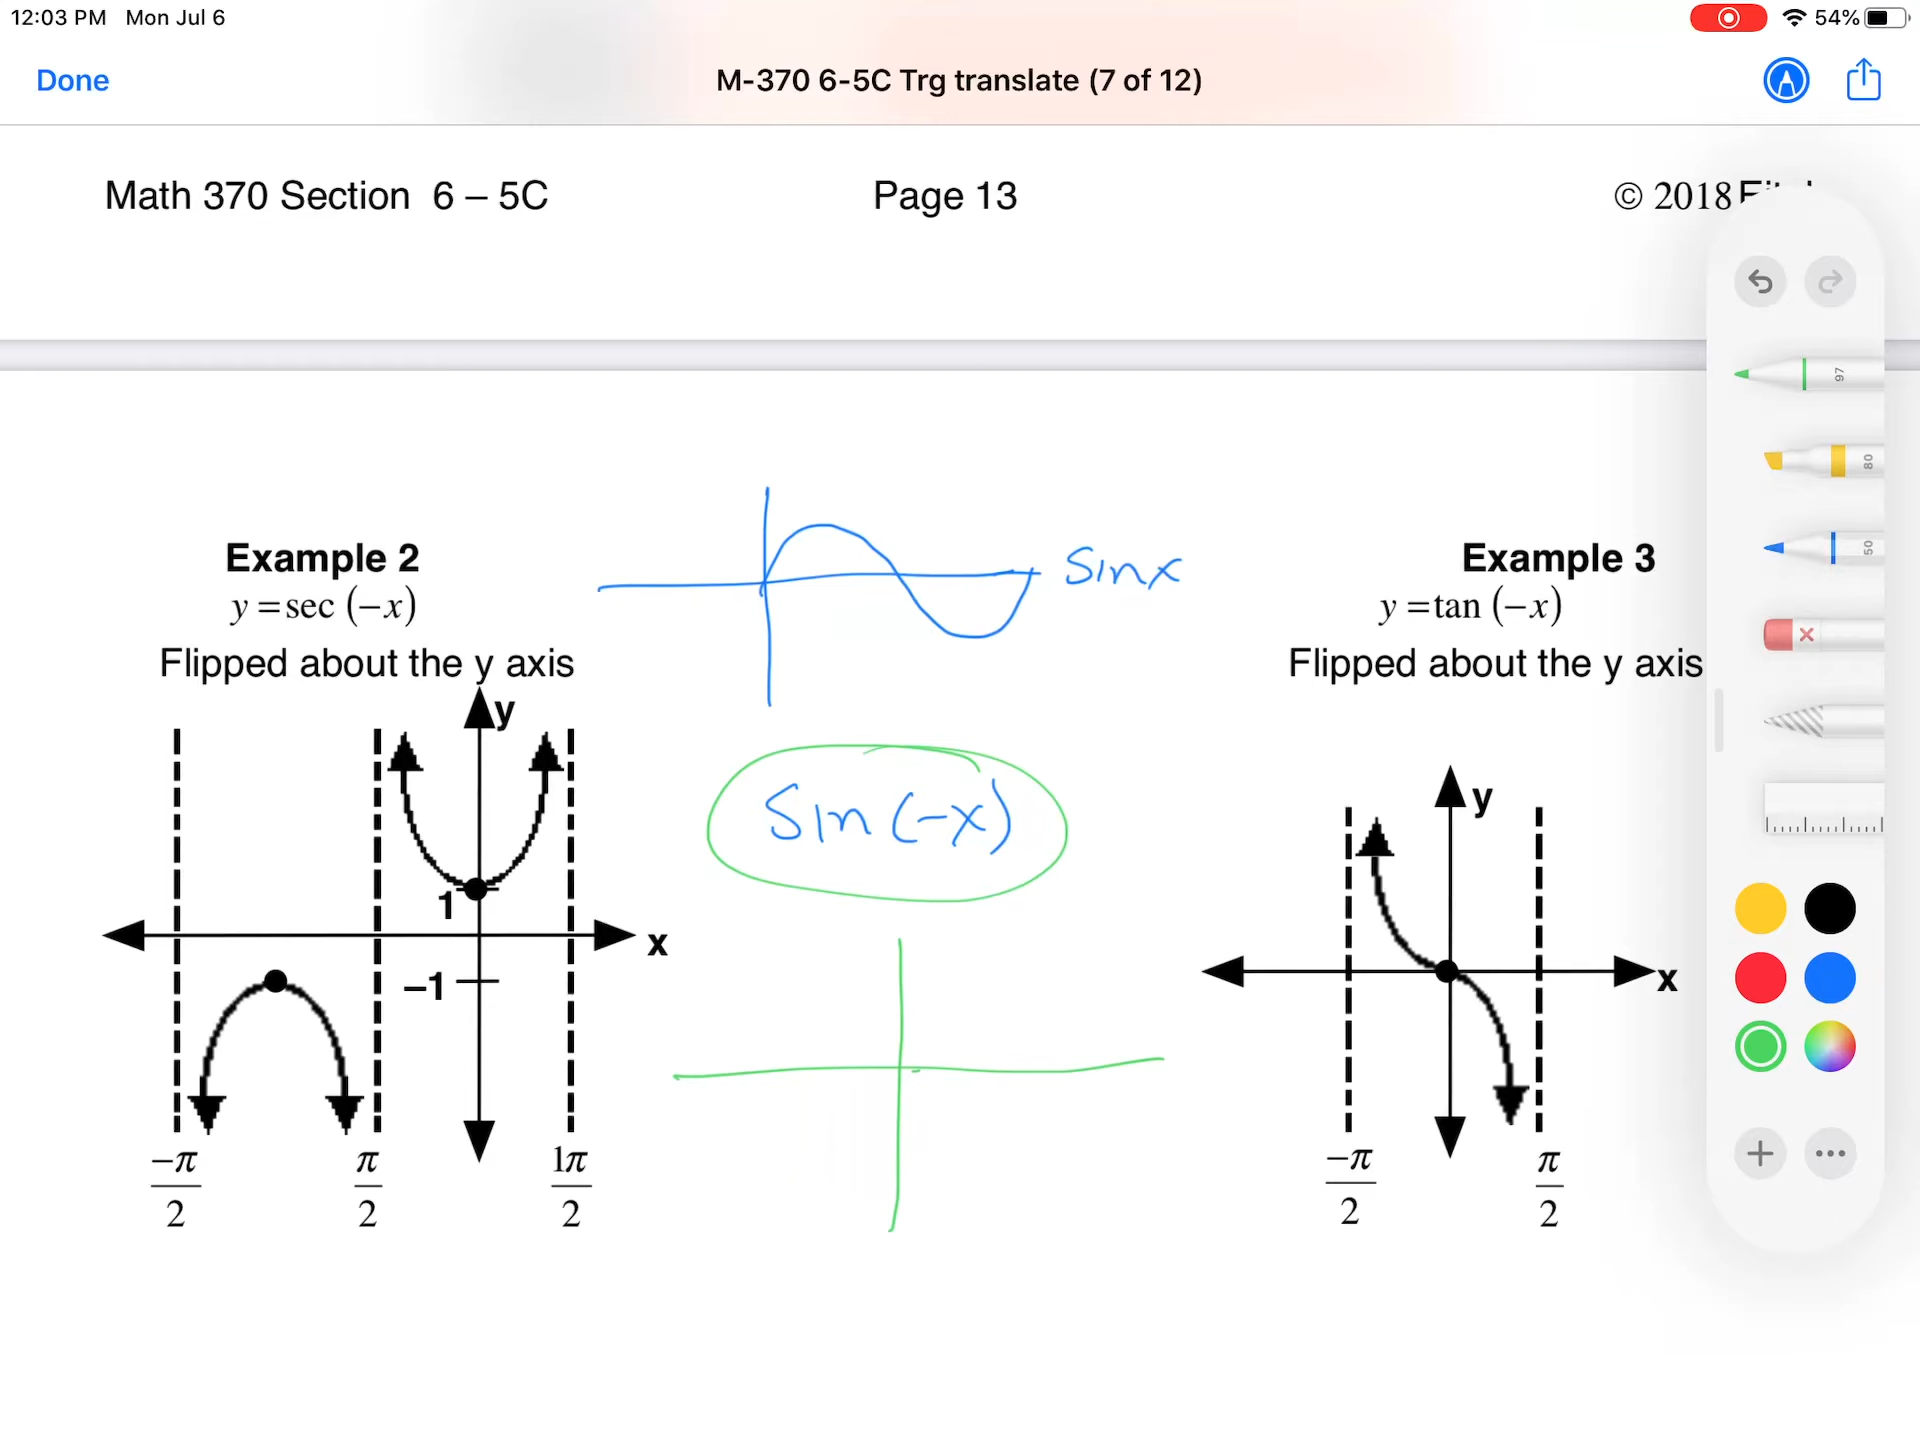 12:03 PM Mon Jul 6
54%
Done
M-370 6-5C Trg translate (7 of 12)
Math 370 Section 6 – 5C
Page 13
© 2018
97
80
50
Example 2
y = sec (−x)
Flipped about the y axis
y
1
−1
x
−π/2
π/2
1π/2
Sinx
Sin (-x)
Example 3
y = tan (−x)
Flipped about the y axis
y
x
−π/2
π/2